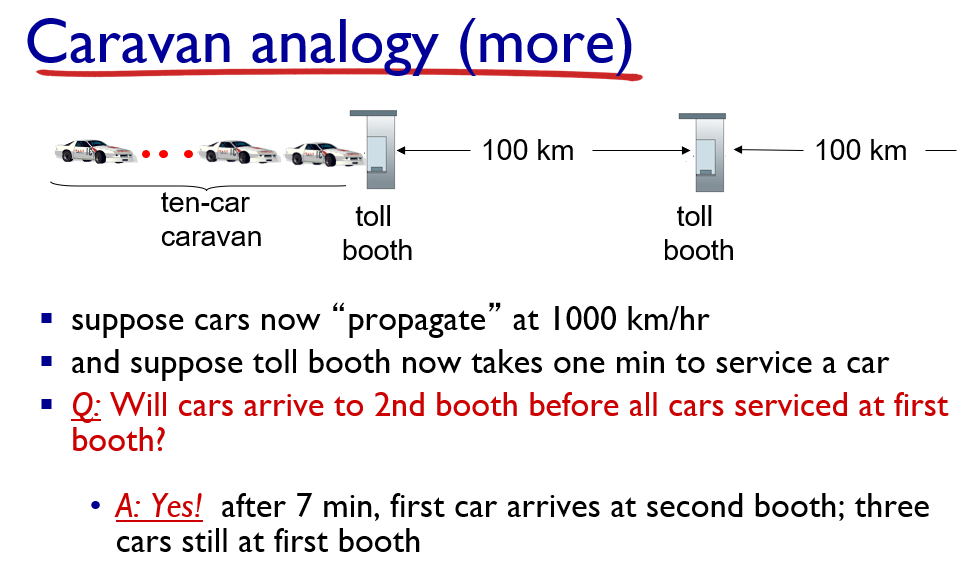 Caravan analogy (more)
100 km
100 km
ten-car
caravan
toll
booth
toll
booth
▪ suppose cars now “propagate” at 1000 km/hr
▪ and suppose toll booth now takes one min to service a car
▪ Q: Will cars arrive to 2nd booth before all cars serviced at first
booth?
• A: Yes! after 7 min, first car arrives at second booth; three
cars still at first booth